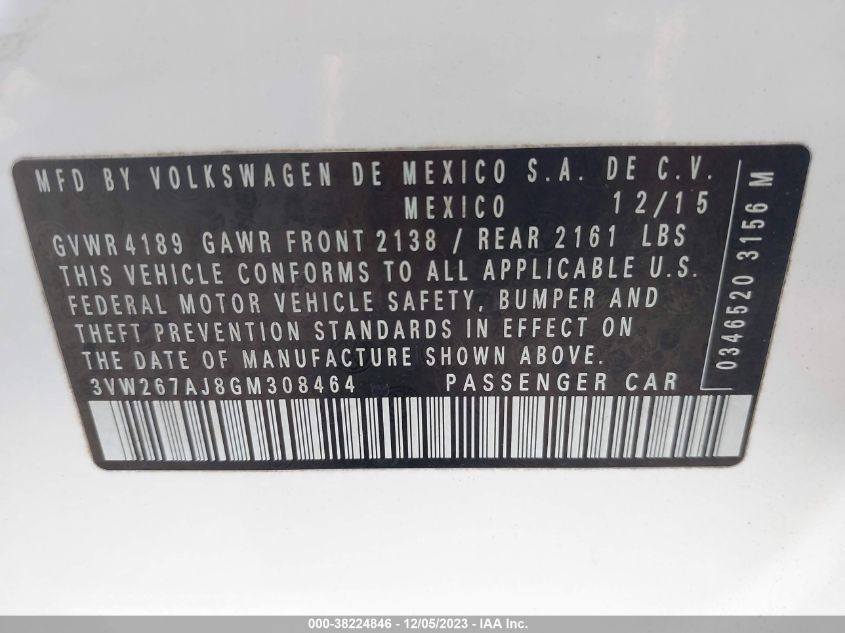 MFD BY VOLKSWAGEN DE MEXICO S.A. DE C.V.
MEXICO 12/15
GVWR 4189 GAWR FRONT 2138 / REAR 2161 LBS
THIS VEHICLE CONFORMS TO ALL APPLICABLE U.S.
FEDERAL MOTOR VEHICLE SAFETY, BUMPER AND
THEFT PREVENTION STANDARDS IN EFFECT ON
THE DATE OF MANUFACTURE SHOWN ABOVE.
3VW267AJ8GM308464 PASSENGER CAR
0346520 3156 M
000-38224846 - 12/05/2023 - IAA Inc.